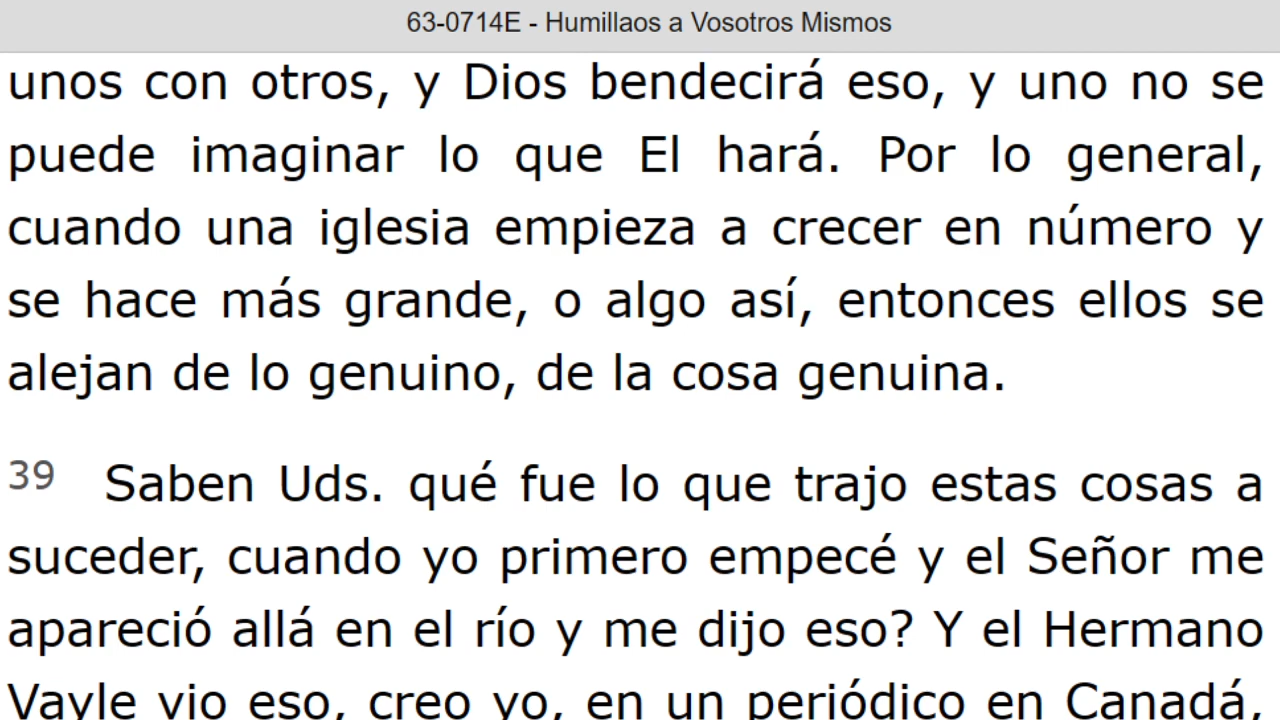 63-0714E - Humillaos a Vosotros Mismos
unos con otros, y Dios bendecirá eso, y uno no se
puede imaginar lo que El hará. Por lo general,
cuando una iglesia empieza a crecer en número y
se hace más grande, o algo así, entonces ellos se
alejan de lo genuino, de la cosa genuina.
39 Saben Uds. qué fue lo que trajo estas cosas a
suceder, cuando yo primero empecé y el Señor me
apareció allá en el río y me dijo eso? Y el Hermano
Vayle vio eso, creo yo, en un periódico en Canadá,